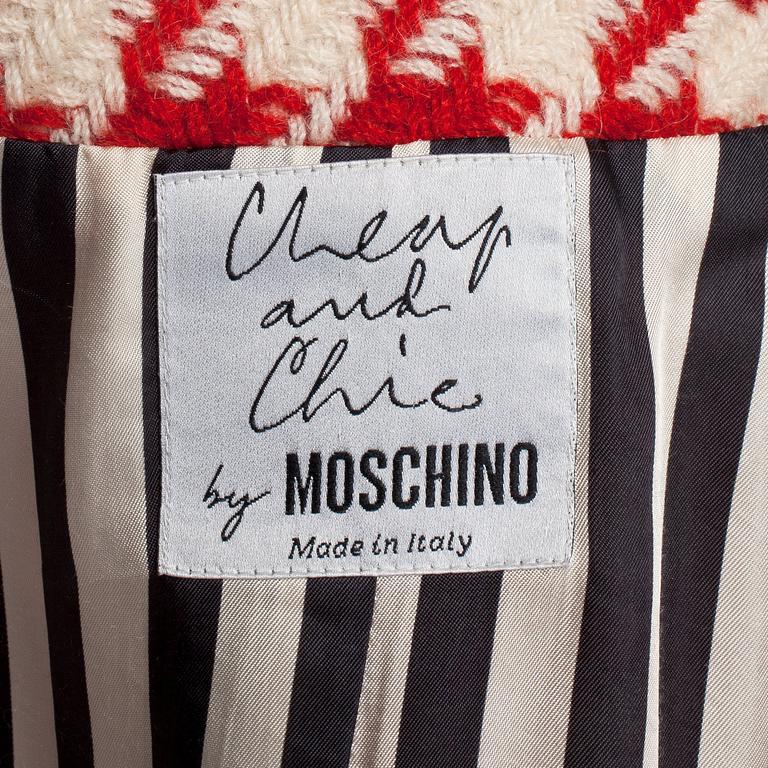 Cheap
and
Chic
by MOSCHINO
Made in Italy